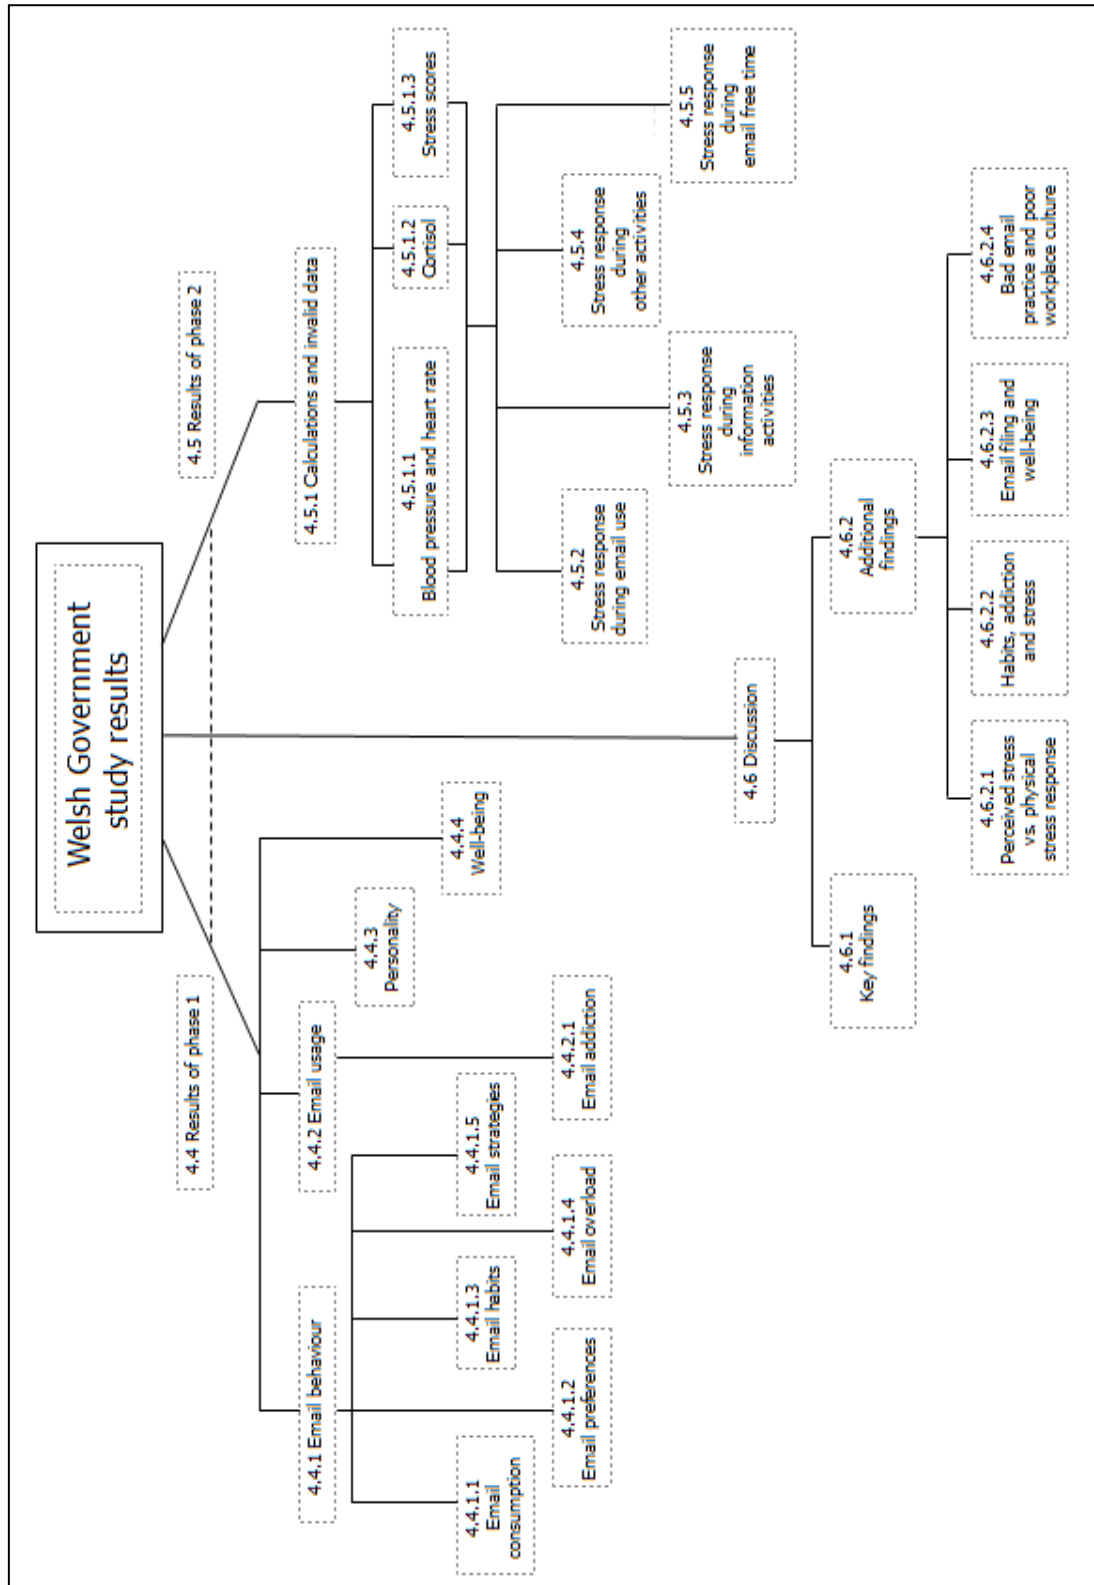 Welsh Government
study results
4.4 Results of phase 1
4.4.1 Email behaviour
4.4.1.1
Email
consumption
4.4.1.2
Email preferences
4.4.1.3
Email habits
4.4.1.4
Email overload
4.4.1.5
Email strategies
4.4.2 Email usage
4.4.2.1
Email addiction
4.4.3
Personality
4.4.4
Well-being
4.5 Results of phase 2
4.5.1 Calculations and invalid data
4.5.1.1
Blood pressure and heart rate
4.5.1.2
Cortisol
4.5.1.3
Stress scores
4.5.2
Stress response
during email use
4.5.3
Stress response
during
information
activities
4.5.4
Stress response
during
other activities
4.5.5
Stress response
during
email free time
4.6 Discussion
4.6.1
Key findings
4.6.2
Additional
findings
4.6.2.1
Perceived stress
vs. physical
stress response
4.6.2.2
Habits, addiction
and stress
4.6.2.3
Email filing and
well-being
4.6.2.4
Bad email
practice and poor
workplace culture